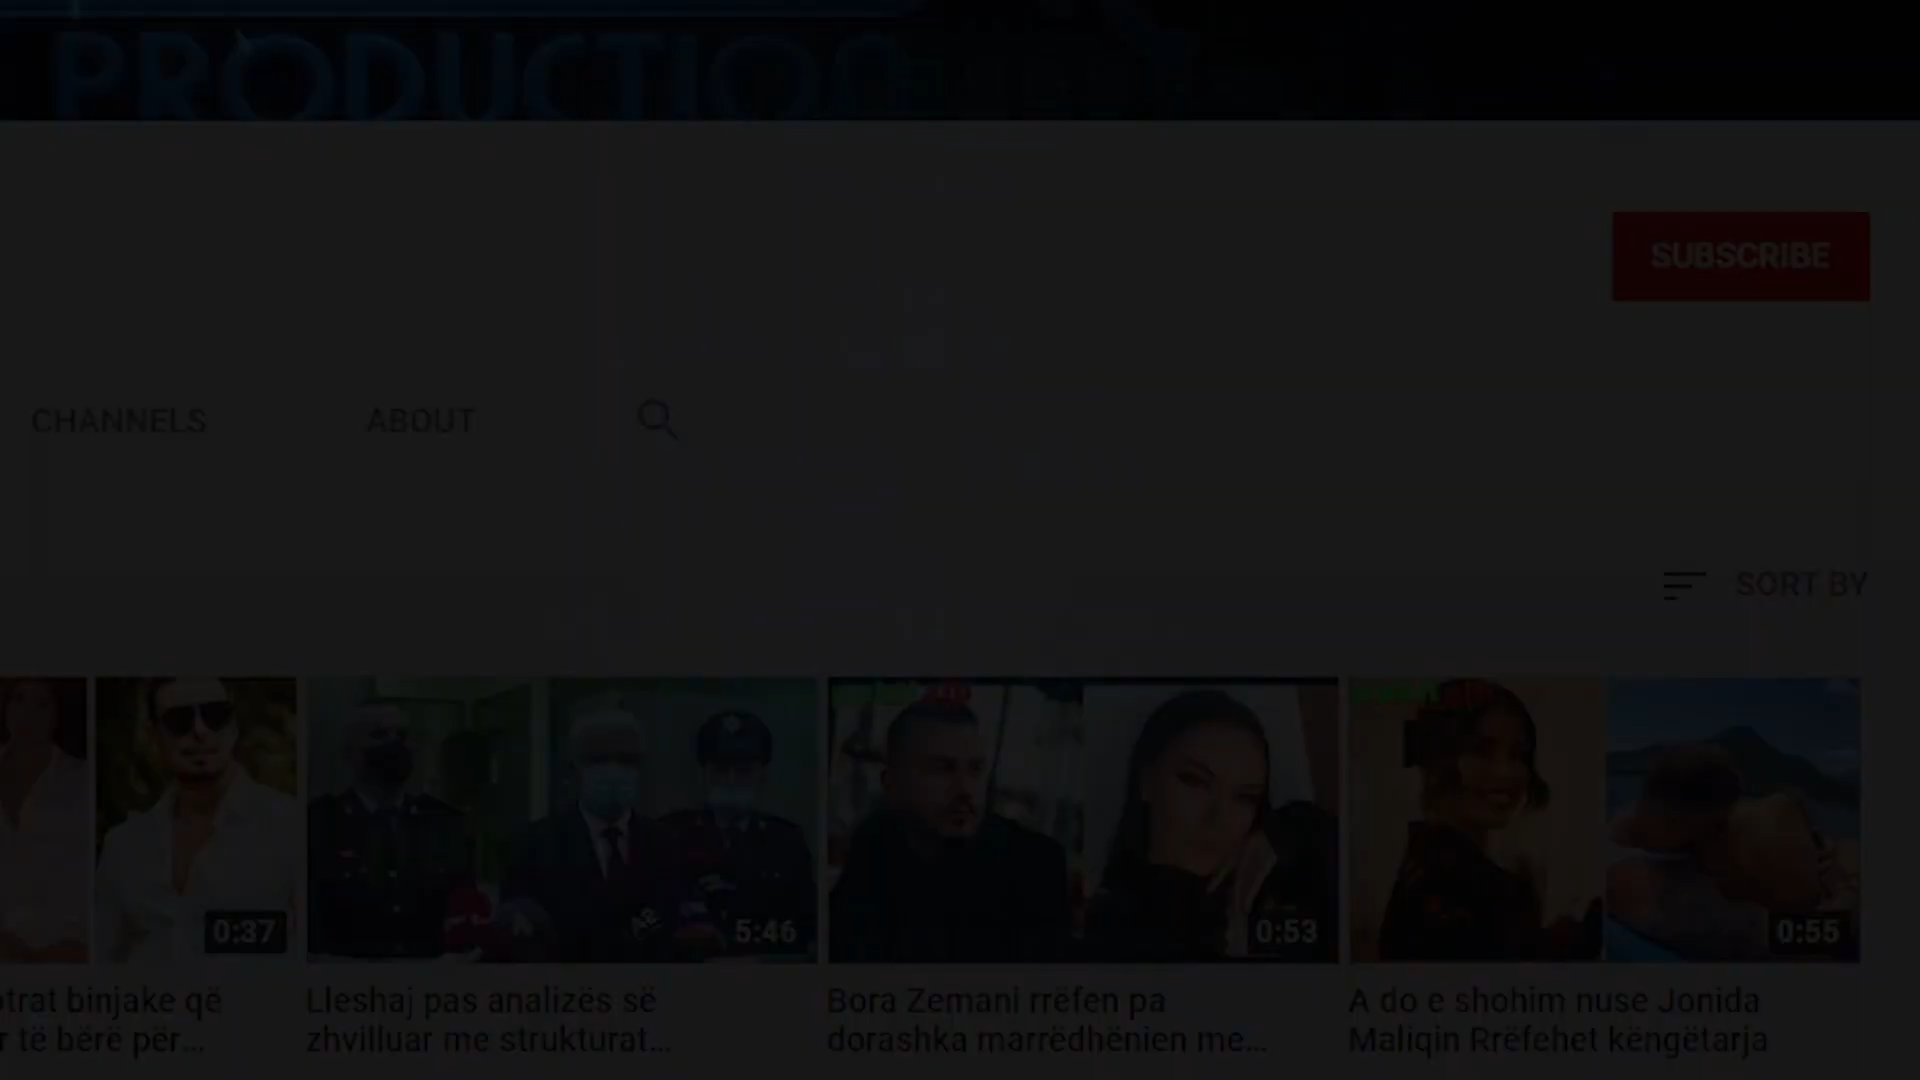 PRODUCTION
SUBSCRIBE
CHANNELS
ABOUT
SORT BY
0:37
5:46
0:53
0:55
binjake që
të bërë për...
Lleshaj pas analizës së
zhvilluar me strukturat...
Bora Zemani rrëfen pa
dorashka marrëdhënien me...
A do e shohim nuse Jonida
Maliqin Rrëfehet këngëtarja